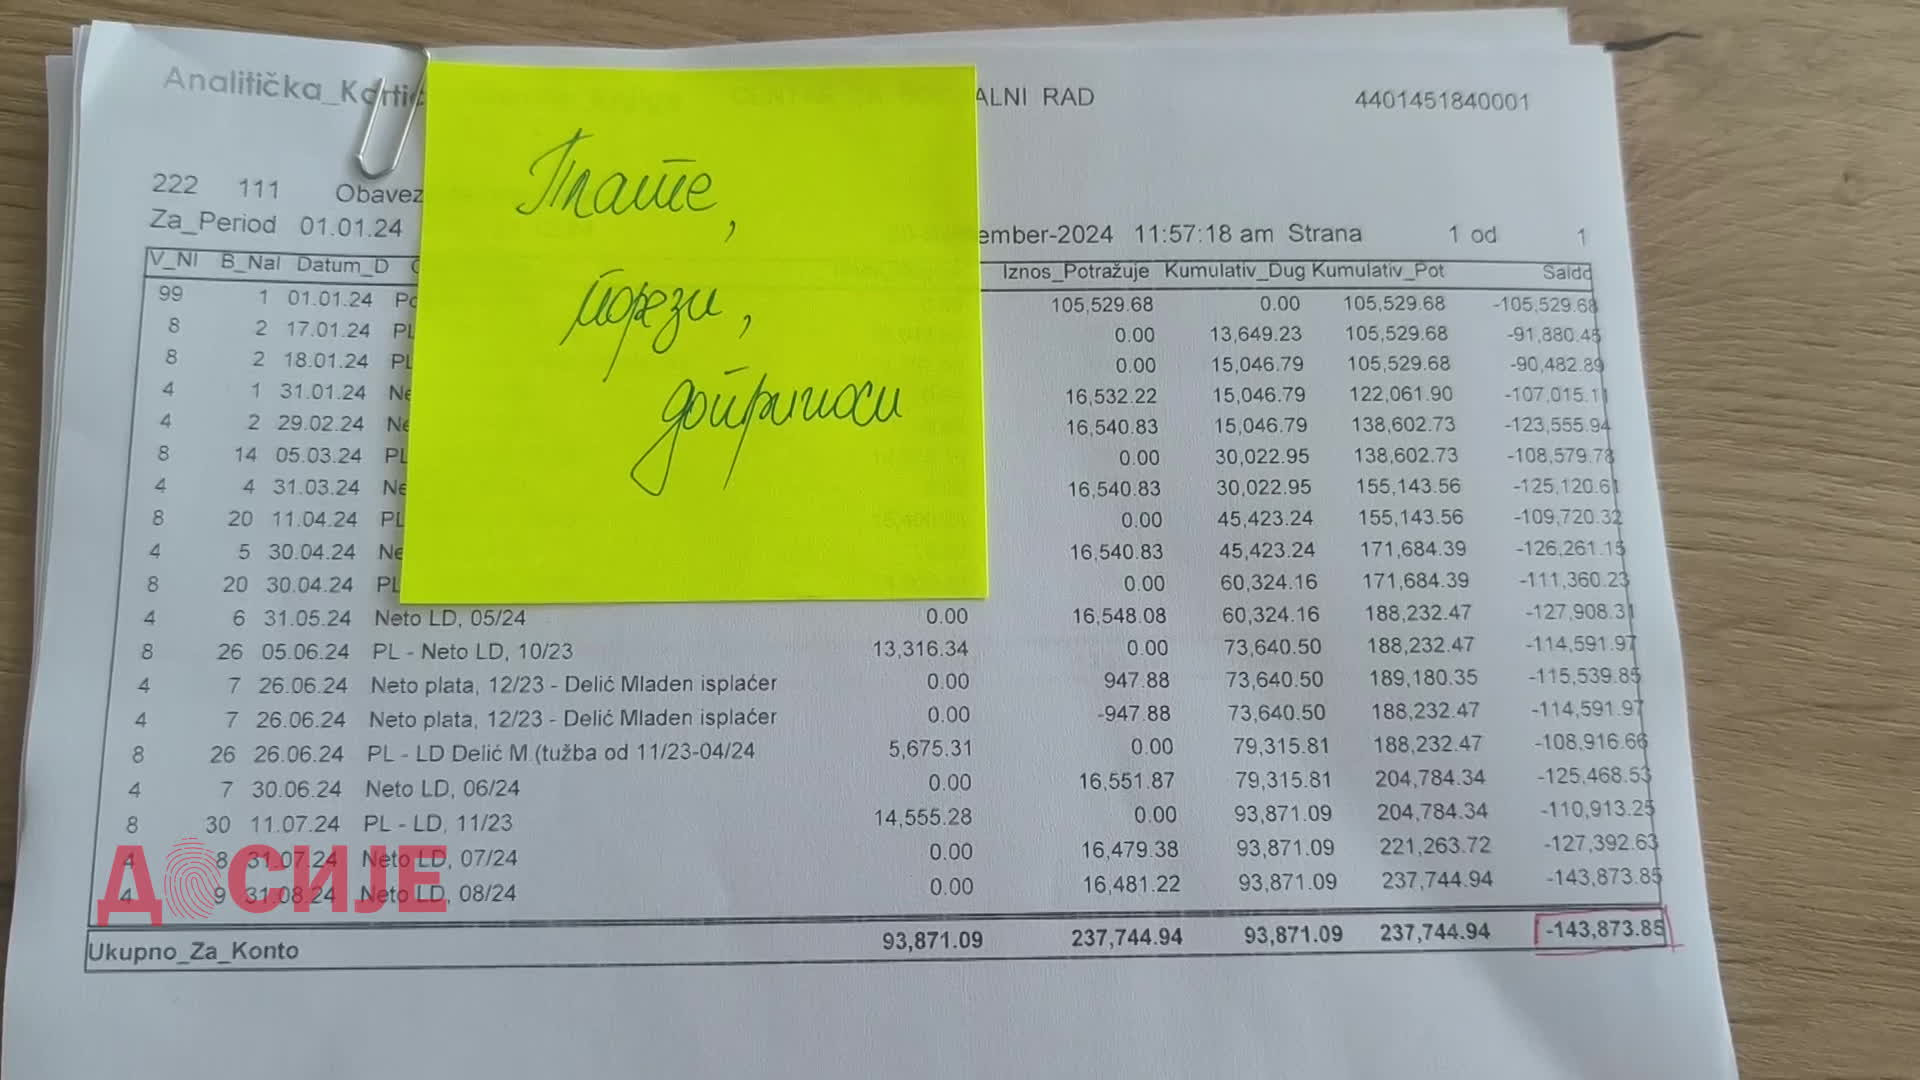 Analitička_Kartic CENTAR ZA SOCIJALNI RAD 4401451840001
Плате,
порези,
доприноси
222 111 Obavez
Za_Period 01.01.24 ember-2024 11:57:18 am Strana 1 od 1
V_Nl B_Nal Datum_D Iznos_Potražuje Kumulativ_Dug Kumulativ_Pot Saldo
99 1 01.01.24 Po 105,529.68 0.00 105,529.68 -105,529.68
8 2 17.01.24 PL 0.00 13,649.23 105,529.68 -91,880.45
8 2 18.01.24 PL 0.00 15,046.79 105,529.68 -90,482.89
4 1 31.01.24 Ne 16,532.22 15,046.79 122,061.90 -107,015.11
4 2 29.02.24 Ne 16,540.83 15,046.79 138,602.73 -123,555.94
8 14 05.03.24 PL 0.00 30,022.95 138,602.73 -108,579.78
4 4 31.03.24 Ne 16,540.83 30,022.95 155,143.56 -125,120.61
8 20 11.04.24 PL 0.00 45,423.24 155,143.56 -109,720.32
4 5 30.04.24 Ne 16,540.83 45,423.24 171,684.39 -126,261.15
8 20 30.04.24 PL 0.00 60,324.16 171,684.39 -111,360.23
4 6 31.05.24 Neto LD, 05/24 0.00 16,548.08 60,324.16 188,232.47 -127,908.31
8 26 05.06.24 PL - Neto LD, 10/23 13,316.34 0.00 73,640.50 188,232.47 -114,591.97
4 7 26.06.24 Neto plata, 12/23 - Delić Mladen isplaćer 0.00 947.88 73,640.50 189,180.35 -115,539.85
4 7 26.06.24 Neto plata, 12/23 - Delić Mladen isplaćer 0.00 -947.88 73,640.50 188,232.47 -114,591.97
8 26 26.06.24 PL - LD Delić M.(tužba od 11/23-04/24 5,675.31 0.00 79,315.81 188,232.47 -108,916.66
4 7 30.06.24 Neto LD, 06/24 0.00 16,551.87 79,315.81 204,784.34 -125,468.53
8 30 11.07.24 PL - LD, 11/23 14,555.28 0.00 93,871.09 204,784.34 -110,913.25
4 8 31.07.24 Neto LD, 07/24 0.00 16,479.38 93,871.09 221,263.72 -127,392.63
4 9 31.08.24 Neto LD, 08/24 0.00 16,481.22 93,871.09 237,744.94 -143,873.85
ДОСИЈЕ
Ukupno_Za_Konto 93,871.09 237,744.94 93,871.09 237,744.94 -143,873.85